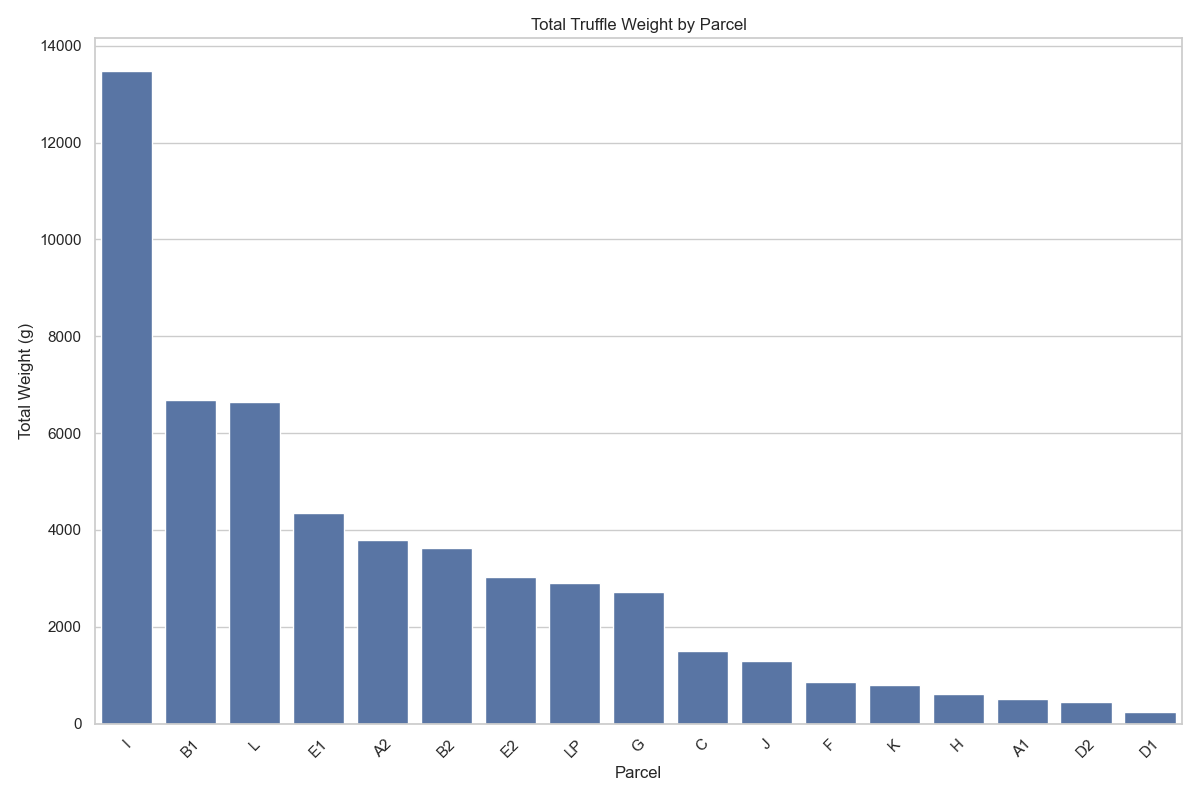 Total Truffle Weight by Parcel
Total Weight (g)
14000
12000
10000
8000
6000
4000
2000
0
I B1 L E1 A2 B2 E2 LP G C J F K H A1 D2 D1
Parcel